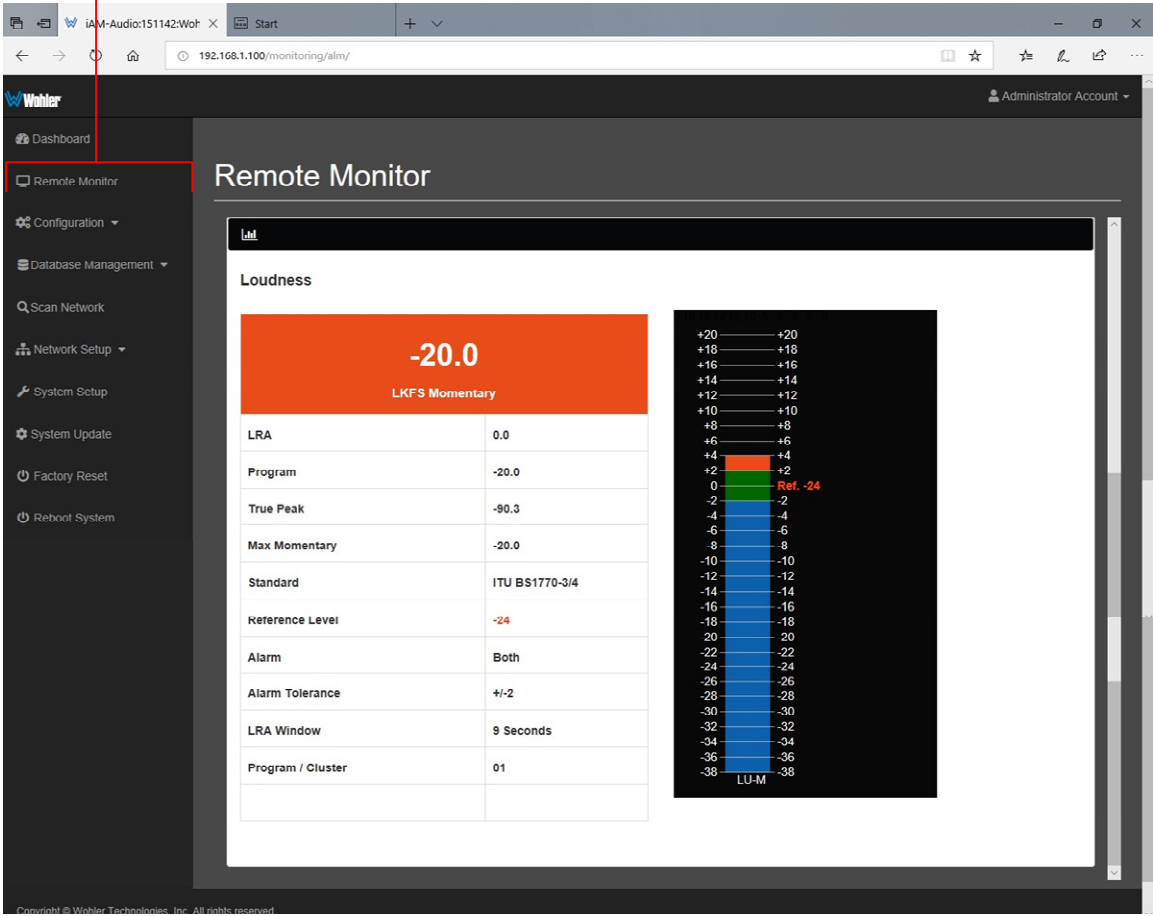 iAM-Audio:151142:Woh
Start
192.168.1.100/monitoring/alm/
Wohler
Administrator Account
Dashboard
Remote Monitor
Configuration
Database Management
Scan Network
Network Setup
System Setup
System Update
Factory Reset
Reboot System
Remote Monitor
Loudness
-20.0
LKFS Momentary
LRA 0.0
Program -20.0
True Peak -90.3
Max Momentary -20.0
Standard ITU BS1770-3/4
Reference Level -24
Alarm Both
Alarm Tolerance +/-2
LRA Window 9 Seconds
Program / Cluster 01
+20 +20
+18 +18
+16 +16
+14 +14
+12 +12
+10 +10
+8 +8
+6 +6
+4 +4
+2 +2
0 Ref. -24
-2 -2
-4 -4
-6 -6
-8 -8
-10 -10
-12 -12
-14 -14
-16 -16
-18 -18
20 20
-22 -22
-24 -24
-26 -26
-28 -28
-30 -30
-32 -32
-34 -34
-36 -36
-38 -38
LU-M
Copyright © Wohler Technologies, Inc. All rights reserved